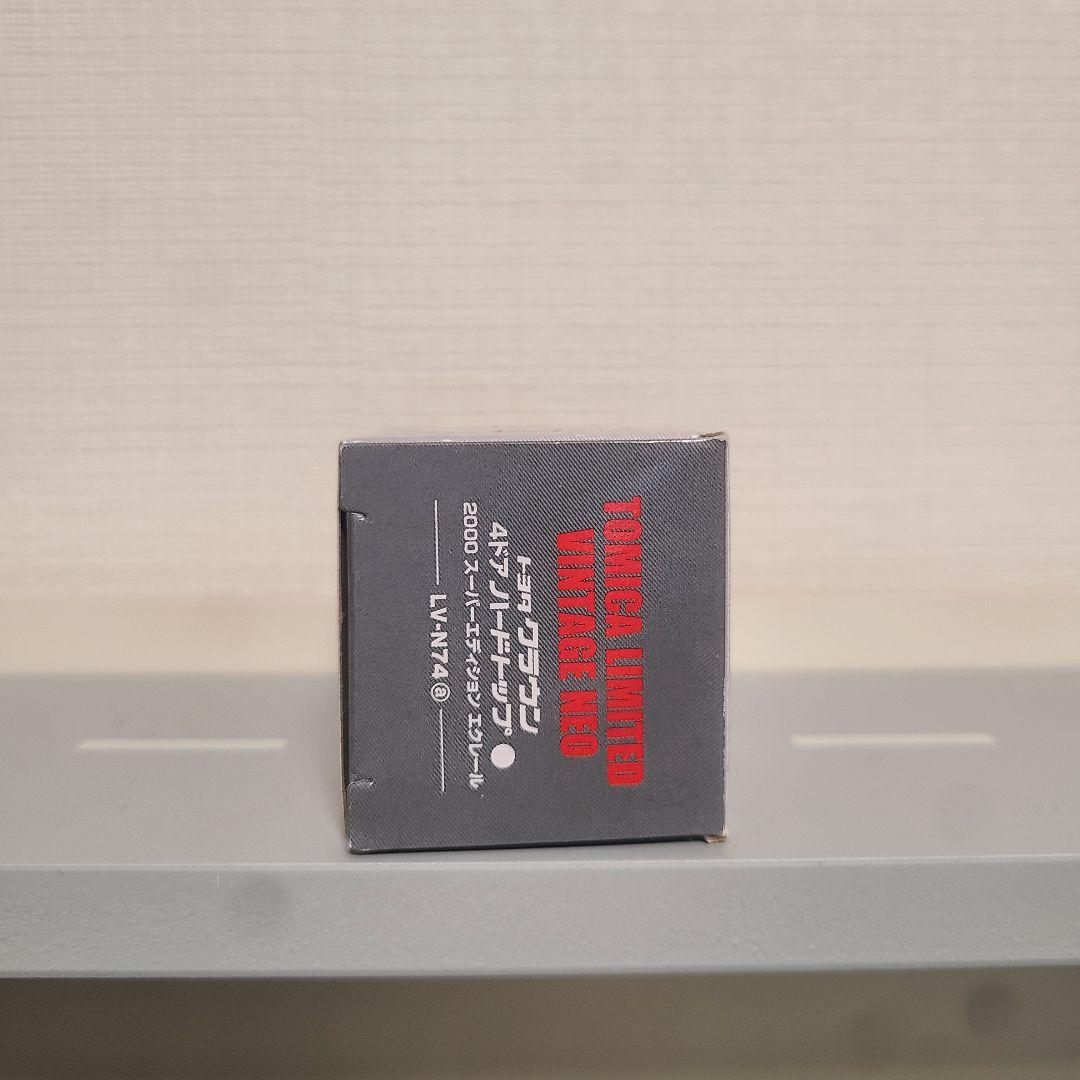 TOMICA LIMITED
VINTAGE NEO
トヨタ クラウン
4ドア ハードトップ
2000 スーパーエディション エクレール
LV-N74 ⓐ